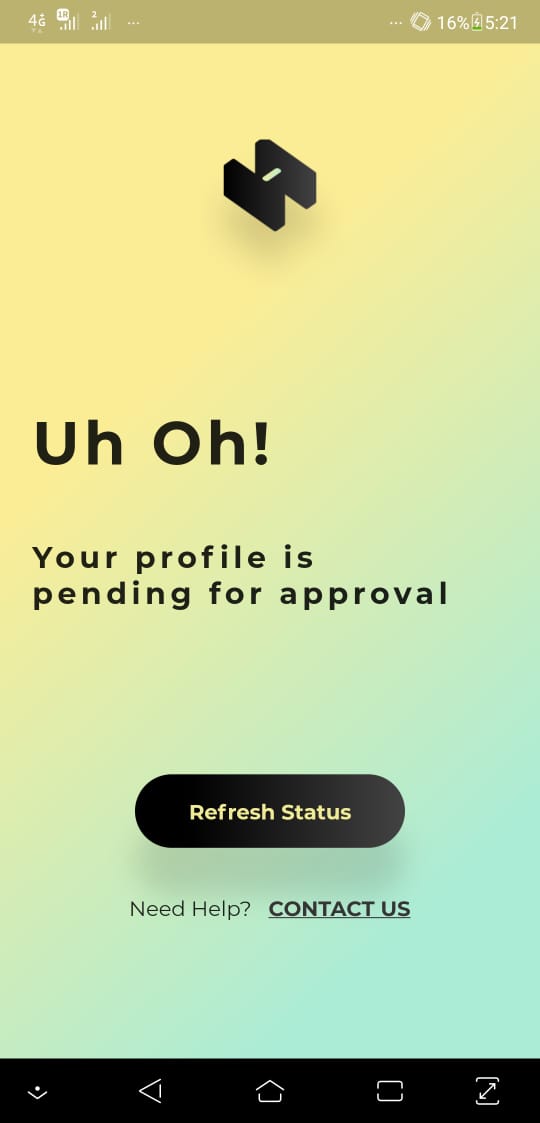 4G 1R 2 ... ... 16% 5:21
Uh Oh!
Your profile is
pending for approval
Refresh Status
Need Help? CONTACT US